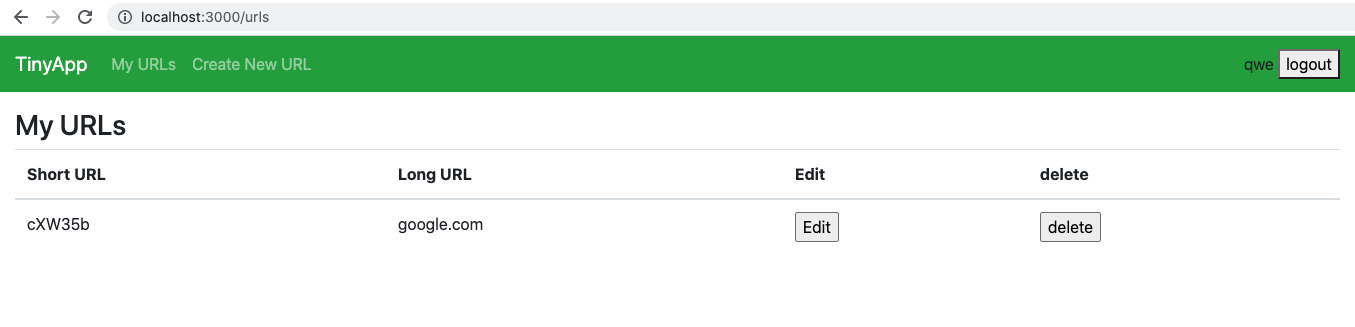 localhost:3000/urls
TinyApp My URLs Create New URL qwe logout
My URLs
Short URL Long URL Edit delete
cXW35b google.com Edit delete